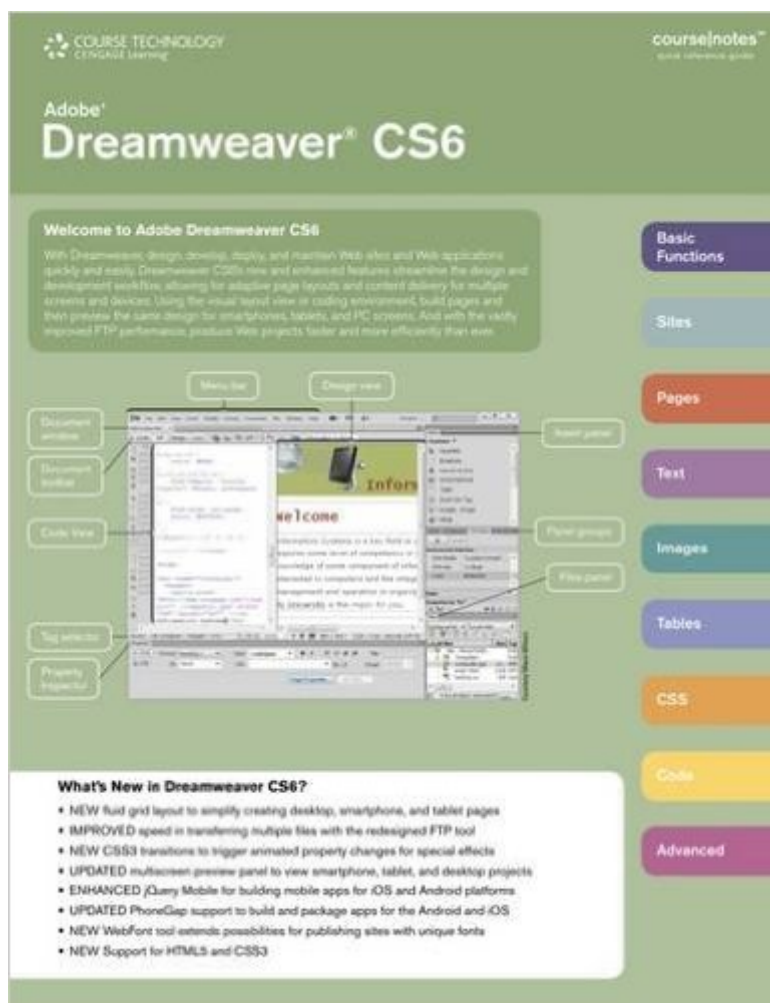 COURSE TECHNOLOGY
CENGAGE Learning
course|notes™
quick reference guide
Adobe®
Dreamweaver® CS6
Welcome to Adobe Dreamweaver CS6
With Dreamweaver, design, develop, deploy, and maintain Web sites and Web applications
quickly and easily. Dreamweaver CS6's new and enhanced features streamline the design and
development workflow, allowing for adaptive page layouts and content delivery for multiple
screens and devices. Using the visual layout view or coding environment, build pages and
then preview the same design for smartphones, tablets, and PC screens. And with the vastly
improved FTP performance, produce Web projects faster and more efficiently than ever.
Basic
Functions
Sites
Pages
Text
Images
Tables
CSS
Code
Advanced
Menu bar
Design view
Document
window
Document
toolbar
Code View
Tag selector
Property
inspector
Insert panel
Panel groups
Files panel
Inform
Welcome
What's New in Dreamweaver CS6?
• NEW fluid grid layout to simplify creating desktop, smartphone, and tablet pages
• IMPROVED speed in transferring multiple files with the redesigned FTP tool
• NEW CSS3 transitions to trigger animated property changes for special effects
• UPDATED multiscreen preview panel to view smartphone, tablet, and desktop projects
• ENHANCED jQuery Mobile for building mobile apps for iOS and Android platforms
• UPDATED PhoneGap support to build and package apps for the Android and iOS
• NEW WebFont tool extends possibilities for publishing sites with unique fonts
• NEW Support for HTML5 and CSS3